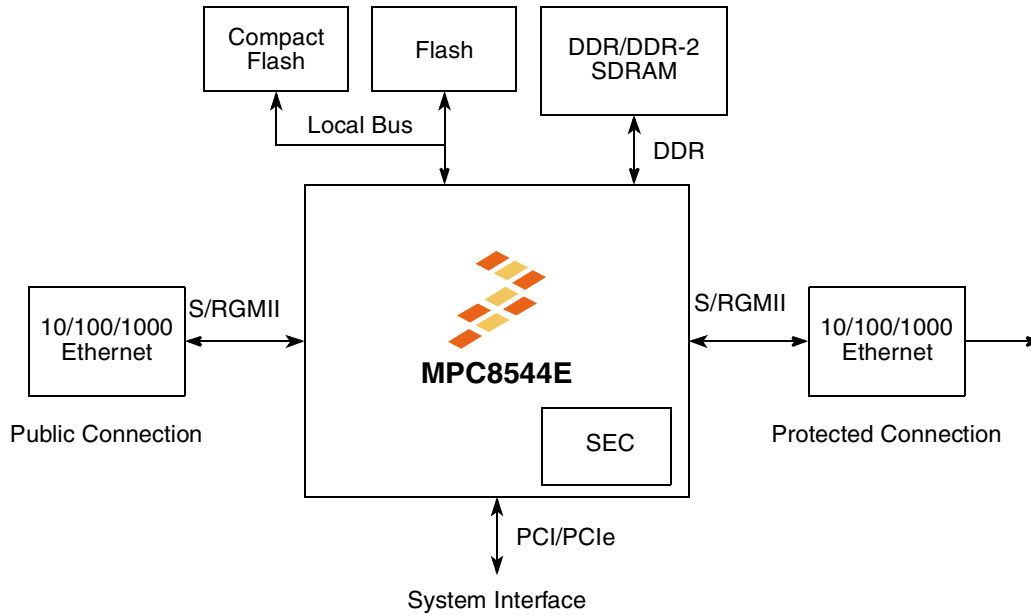 Compact
Flash
Flash
DDR/DDR-2
SDRAM
Local Bus
DDR
S/RGMII
S/RGMII
10/100/1000
Ethernet
10/100/1000
Ethernet
MPC8544E
Public Connection
SEC
Protected Connection
PCI/PCIe
System Interface